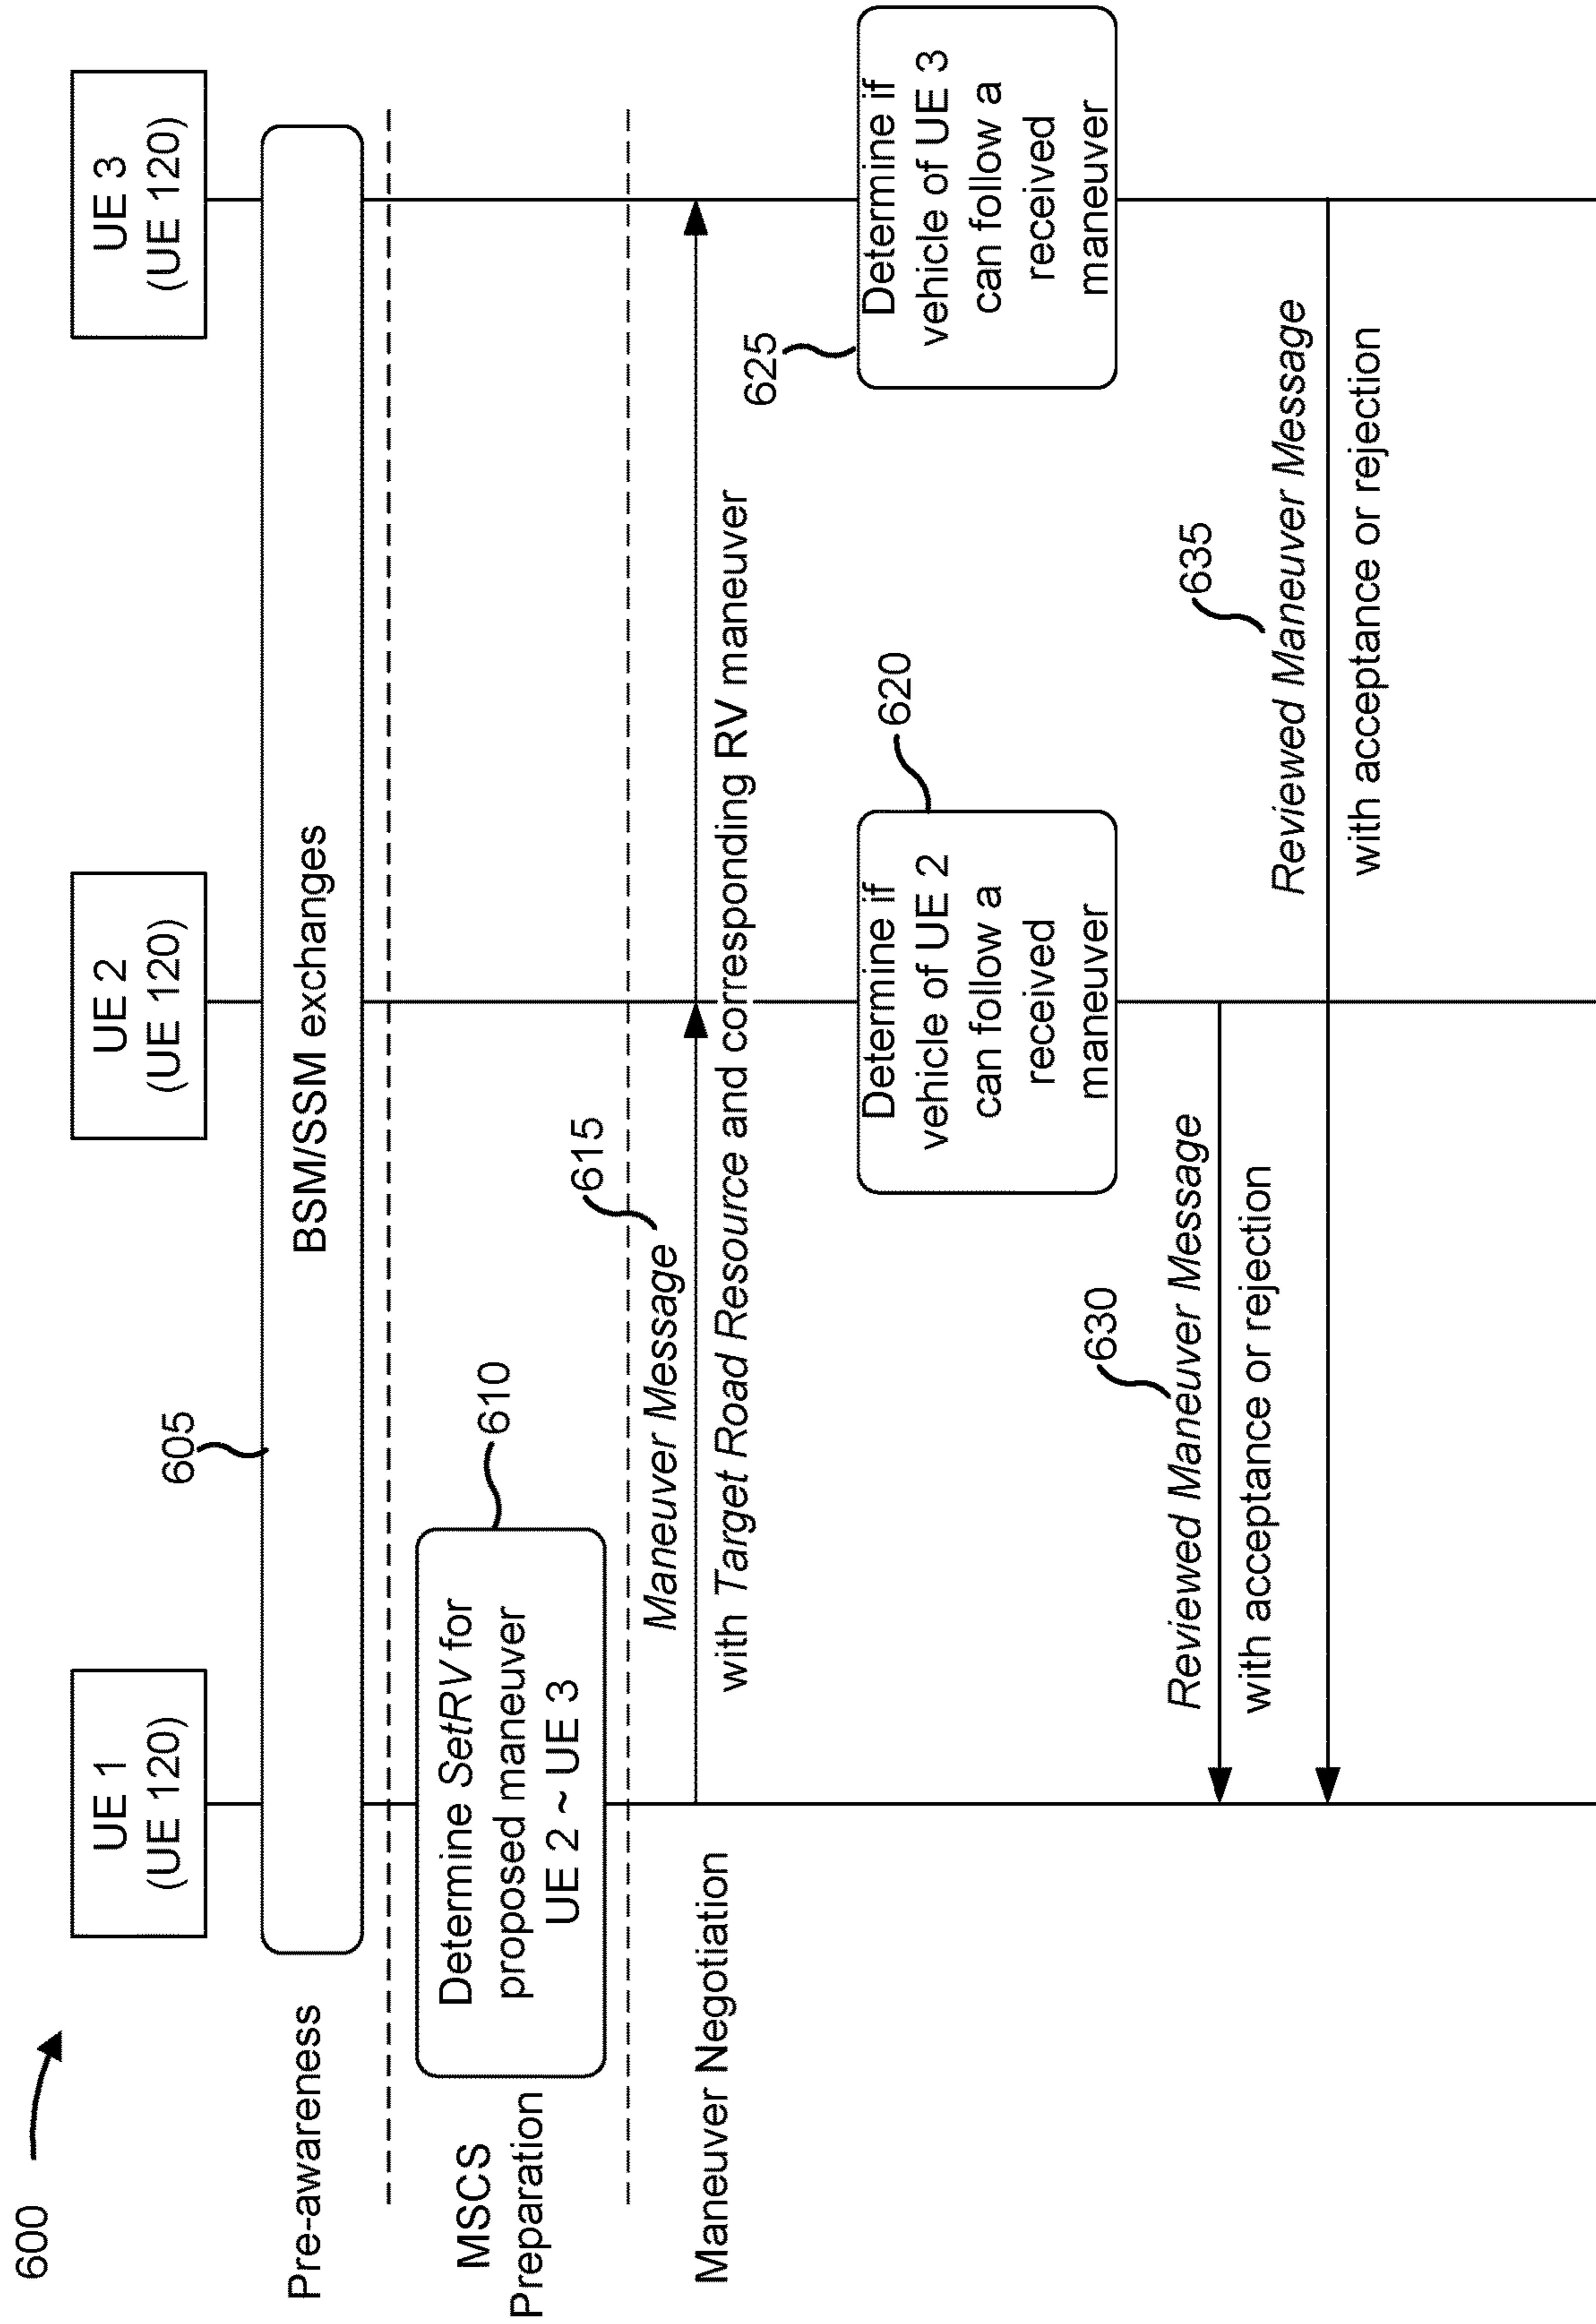 600
UE 1
(UE 120)
UE 2
(UE 120)
UE 3
(UE 120)
605
Pre-awareness
BSM/SSM exchanges
MSCS
Preparation
Determine SetRV for
proposed maneuver
UE 2 ~ UE 3
610
615
Maneuver Negotiation
Maneuver Message
with Target Road Resource and corresponding RV maneuver
620
Determine if
vehicle of UE 2
can follow a
received
maneuver
625
Determine if
vehicle of UE 3
can follow a
received
maneuver
630
Reviewed Maneuver Message
with acceptance or rejection
635
Reviewed Maneuver Message
with acceptance or rejection